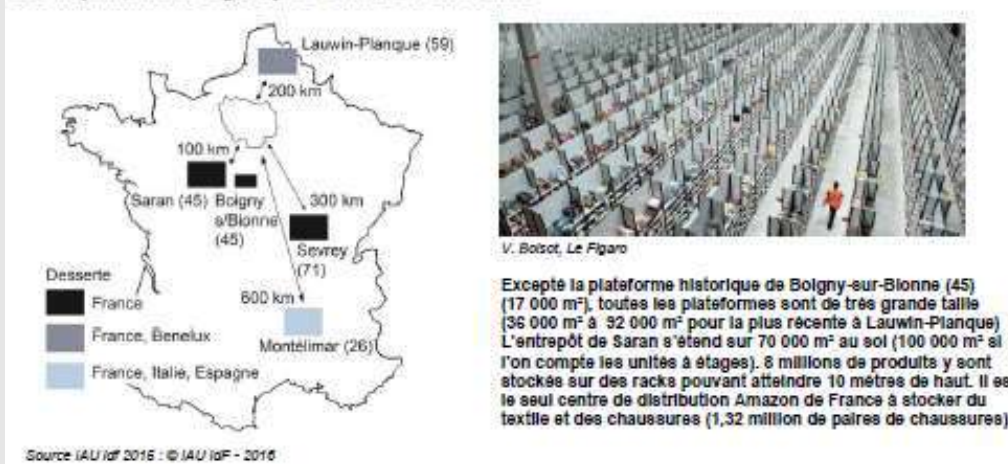 Lauwin-Planque (59)
200 km
100 km
Saran (45) Boigny
s/Bionne
(45)
300 km
Sevrey
(71)
600 km
Montélimar (26)
Desserte
France
France, Benelux
France, Italie, Espagne
Source IAU îdF 2016 : © IAU îdF - 2016
V. Boisot, Le Figaro
Excepté la plateforme historique de Boigny-sur-Bionne (45)
(17 000 m²), toutes les plateformes sont de très grande taille
(36 000 m² à 92 000 m² pour la plus récente à Lauwin-Planque)
L'entrepôt de Saran s'étend sur 70 000 m² au sol (100 000 m² si
l'on compte les unités à étages). 8 millions de produits y sont
stockés sur des racks pouvant atteindre 10 mètres de haut. Il es
le seul centre de distribution Amazon de France à stocker du
textile et des chaussures (1,32 million de paires de chaussures)